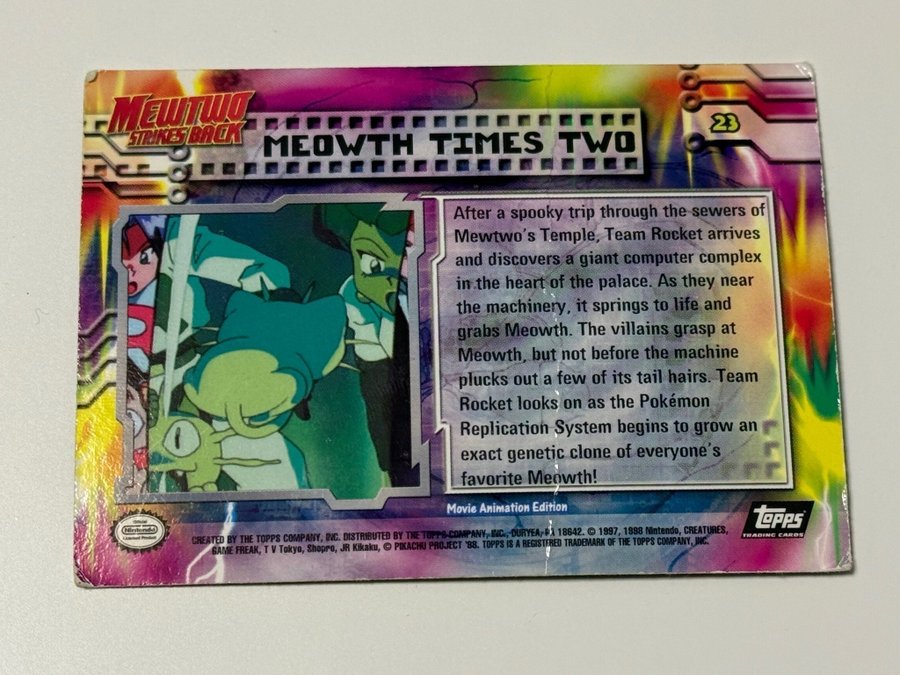 MEWTWO
STRIKES BACK
MEOWTH TIMES TWO
23
After a spooky trip through the sewers of
Mewtwo's Temple, Team Rocket arrives
and discovers a giant computer complex
in the heart of the palace. As they near
the machinery, it springs to life and
grabs Meowth. The villains grasp at
Meowth, but not before the machine
plucks out a few of its tail hairs. Team
Rocket looks on as the Pokémon
Replication System begins to grow an
exact genetic clone of everyone's
favorite Meowth!
Movie Animation Edition
Official
Nintendo
Licensed Product
CREATED BY THE TOPPS COMPANY, INC. DISTRIBUTED BY THE TOPPS COMPANY, INC., DURYEA, PA 18642. © 1997, 1998 Nintendo, CREATURES,
GAME FREAK, T V Tokyo, Shopro, JR Kikaku, © PIKACHU PROJECT '98. TOPPS IS A REGISTERED TRADEMARK OF THE TOPPS COMPANY, INC.
Topps
TRADING CARDS